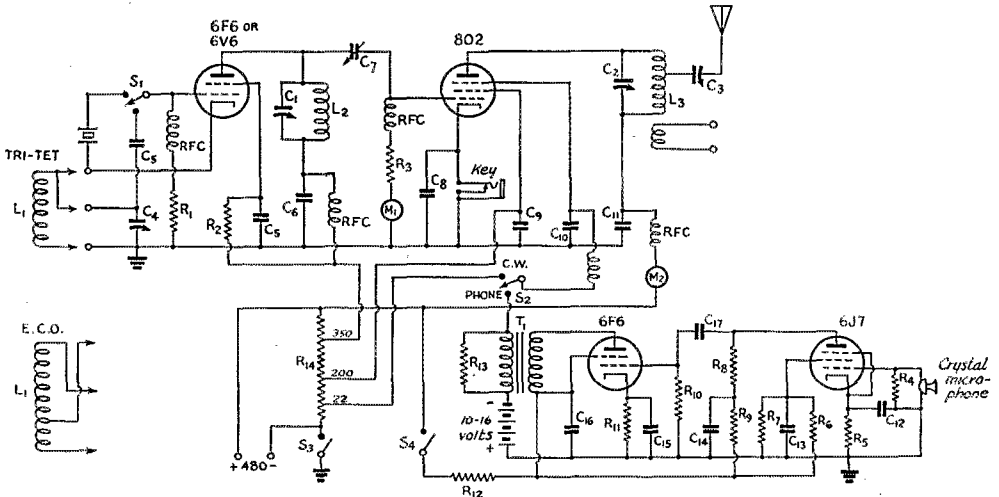 6F6 OR
6V6
802
S1
C7
C2
C3
L3
C1
L2
RFC
RFC
C5
TRI-TET
R3
C8
Key
L1
C4
R1
R2
C5
C6
RFC
M1
C9
C10
C11
RFC
C.W.
PHONE
S2
M2
E.C.O.
L1
350
R14
200
22
R13
T1
6F6
C17
6J7
R8
R4
Crystal
micro-
phone
10-16
volts
-
+
C16
R11
C15
R10
C14
R9
R7
C13
R6
C12
R5
+ 480 -
S3
S4
R12